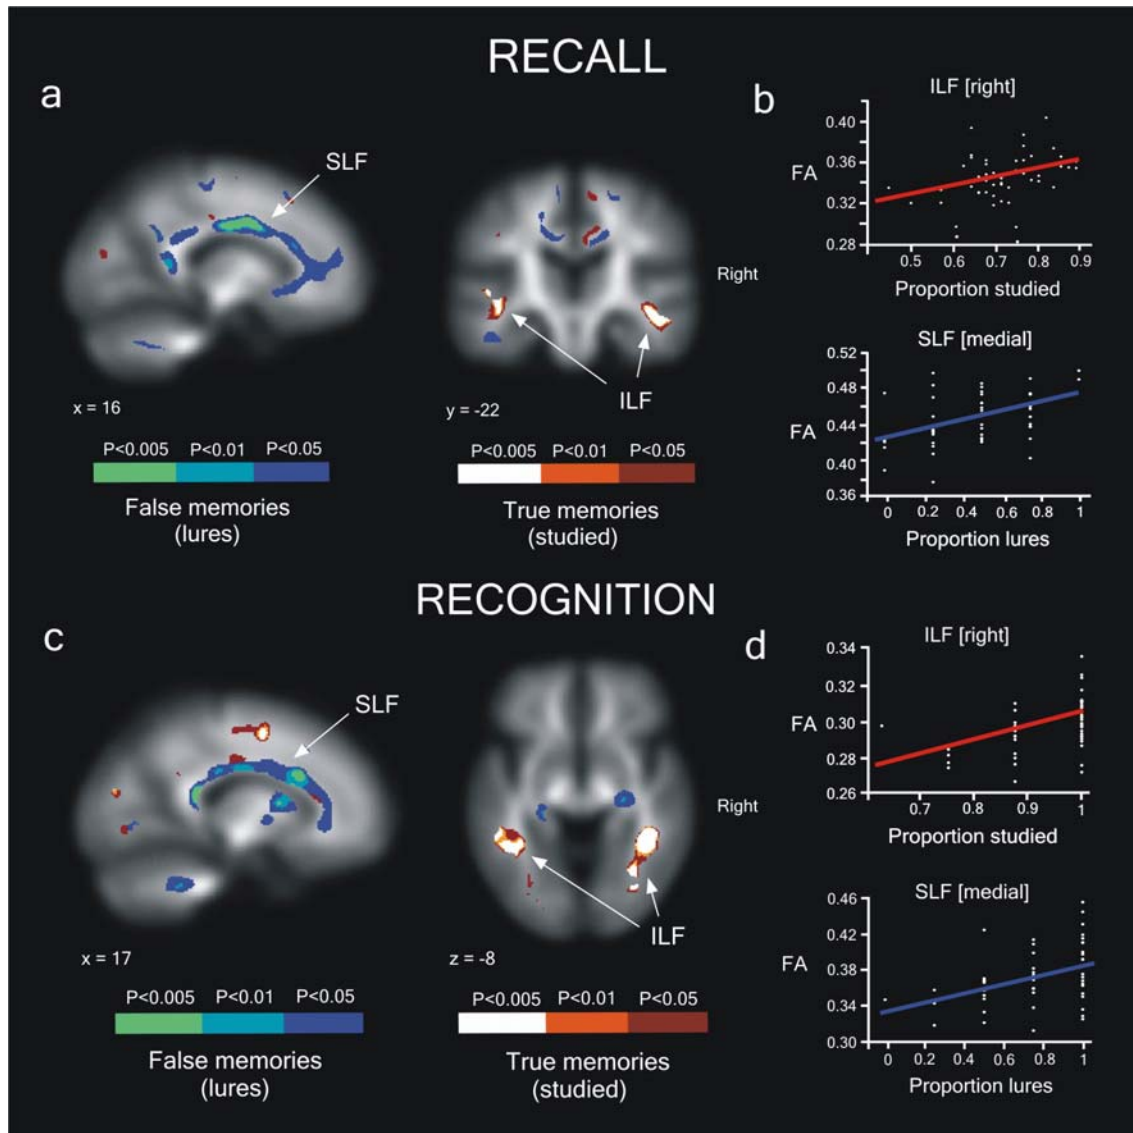 RECALL
a
SLF
Right
ILF
x = 16
y = -22
P<0.005 P<0.01 P<0.05
False memories
(lures)
P<0.005 P<0.01 P<0.05
True memories
(studied)
b
ILF [right]
0.40
0.36
FA
0.32
0.28
0.5 0.6 0.7 0.8 0.9
Proportion studied
SLF [medial]
0.52
0.48
0.44
FA
0.40
0.36
0 0.2 0.4 0.6 0.8 1
Proportion lures
RECOGNITION
c
SLF
Right
ILF
x = 17
z = -8
P<0.005 P<0.01 P<0.05
False memories
(lures)
P<0.005 P<0.01 P<0.05
True memories
(studied)
d
ILF [right]
0.34
0.32
FA
0.30
0.28
0.26
0.7 0.8 0.9 1
Proportion studied
SLF [medial]
0.46
0.42
FA
0.38
0.34
0.30
0 0.2 0.4 0.6 0.8 1
Proportion lures